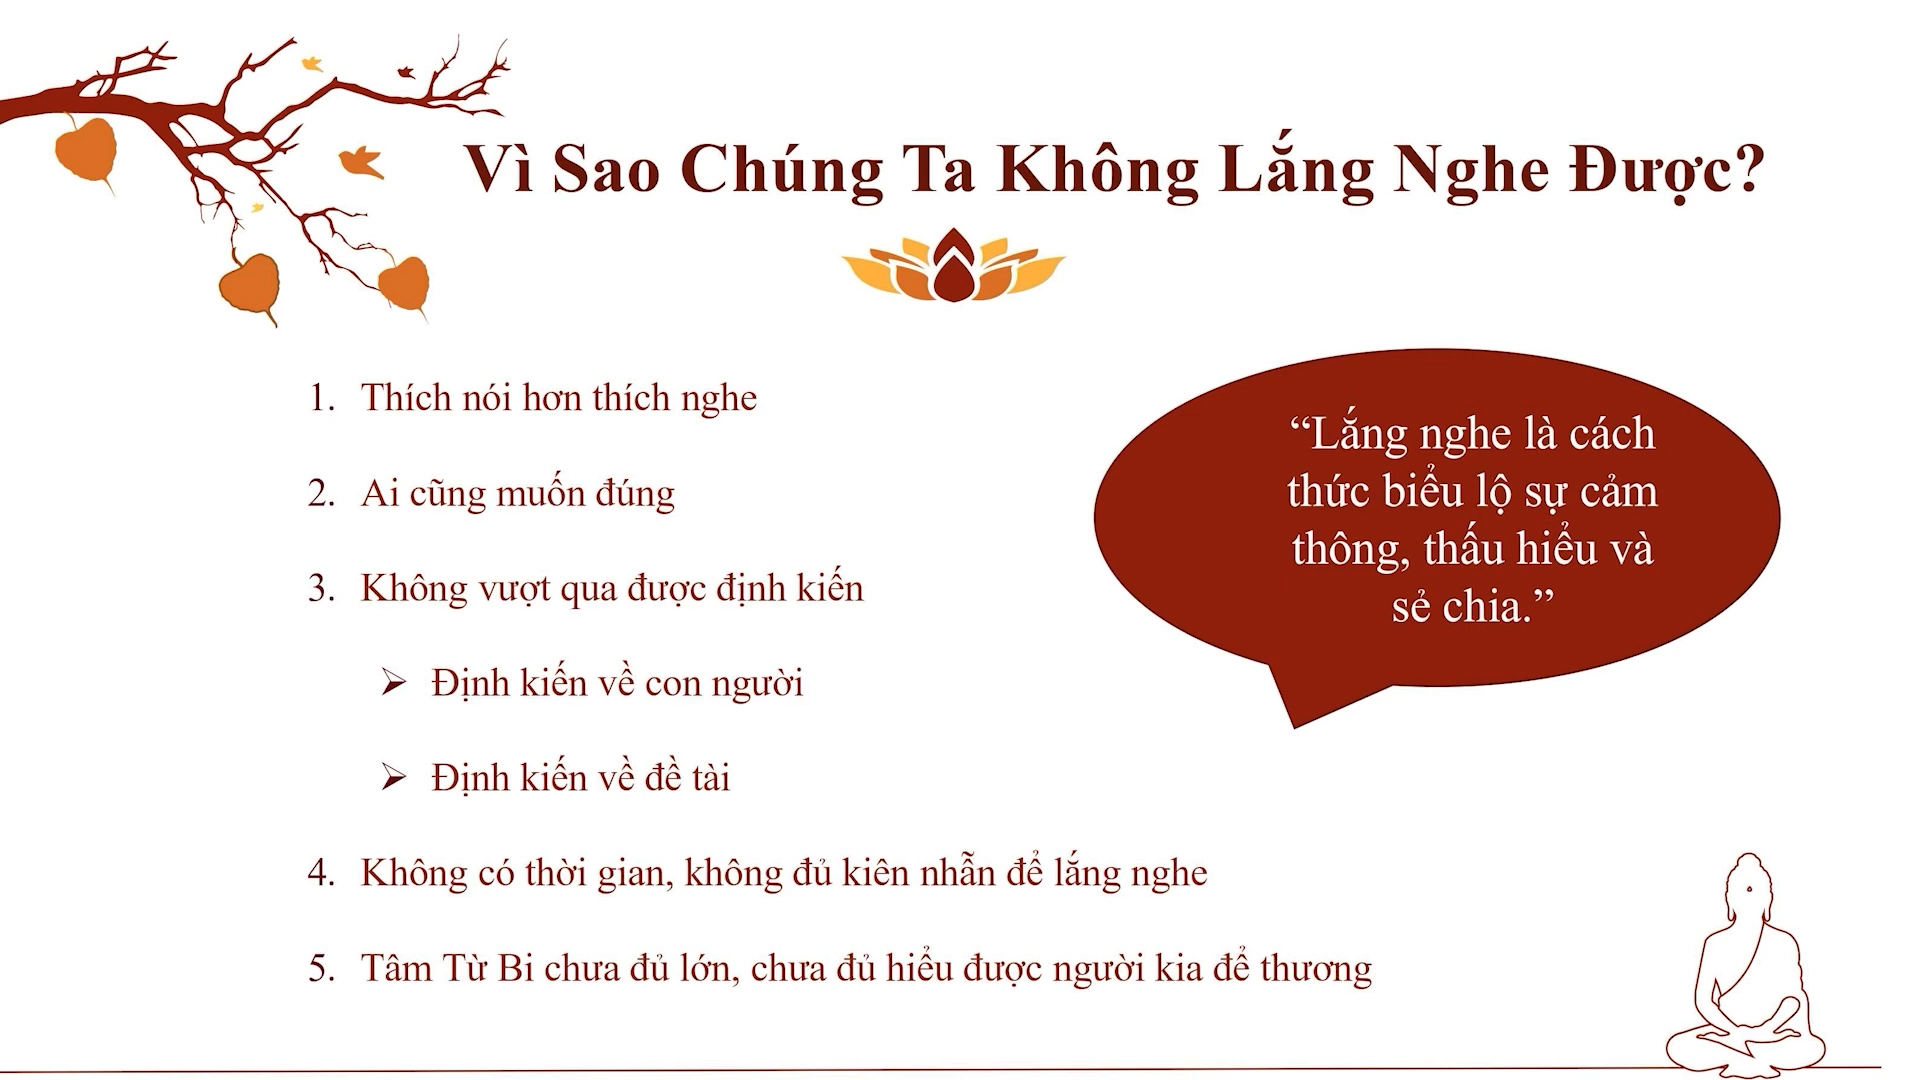 Vì Sao Chúng Ta Không Lắng Nghe Được?
1. Thích nói hơn thích nghe
2. Ai cũng muốn đúng
3. Không vượt qua được định kiến
➢ Định kiến về con người
➢ Định kiến về đề tài
4. Không có thời gian, không đủ kiên nhẫn để lắng nghe
5. Tâm Từ Bi chưa đủ lớn, chưa đủ hiểu được người kia để thương
“Lắng nghe là cách
thức biểu lộ sự cảm
thông, thấu hiểu và
sẻ chia.”